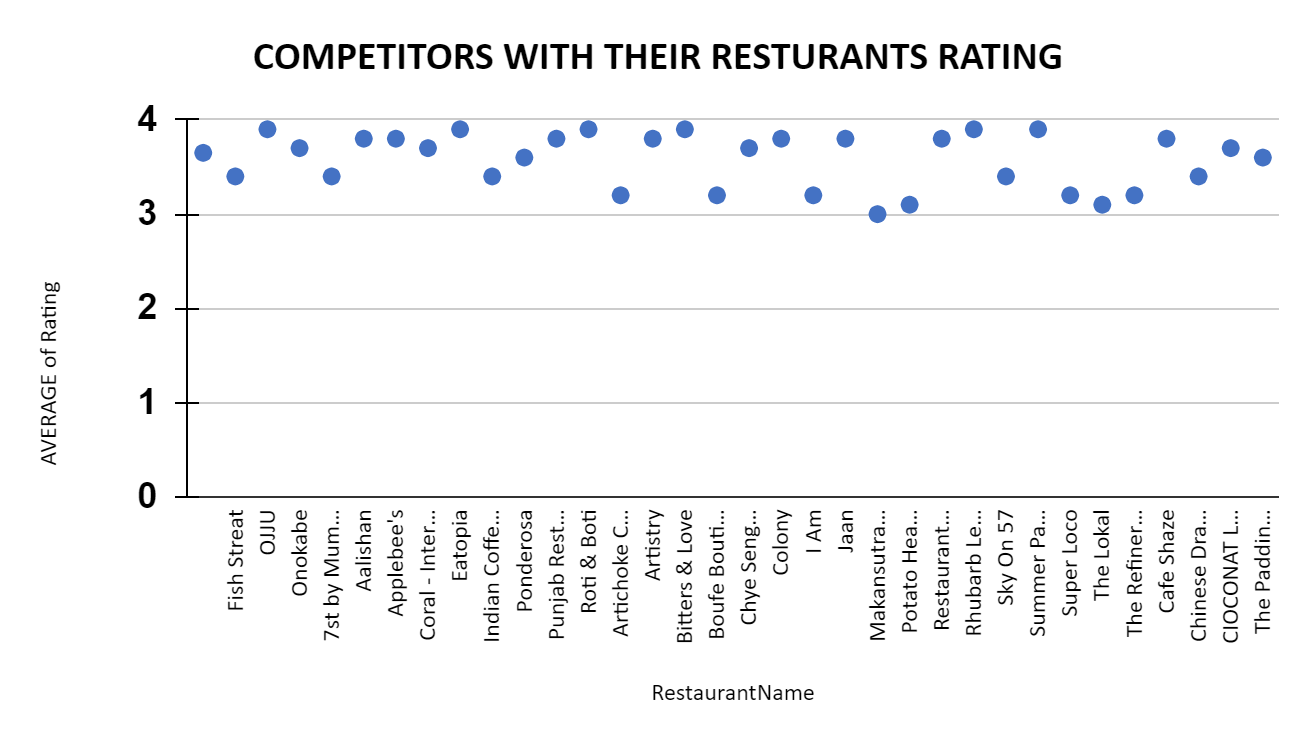 COMPETITORS WITH THEIR RESTURANTS RATING
4
3
2
1
0
AVERAGE of Rating
Fish Streat
OJJU
Onokabe
7st by Mum...
Aalishan
Applebee's
Coral - Inter...
Eatopia
Indian Coffe...
Ponderosa
Punjab Rest...
Roti & Boti
Artichoke C...
Artistry
Bitters & Love
Boufe Bouti...
Chye Seng...
Colony
I Am
Jaan
Makansutra...
Potato Hea...
Restaurant...
Rhubarb Le...
Sky On 57
Summer Pa...
Super Loco
The Lokal
The Refiner...
Cafe Shaze
Chinese Dra...
CIOCONAT L...
The Paddin...
RestaurantName